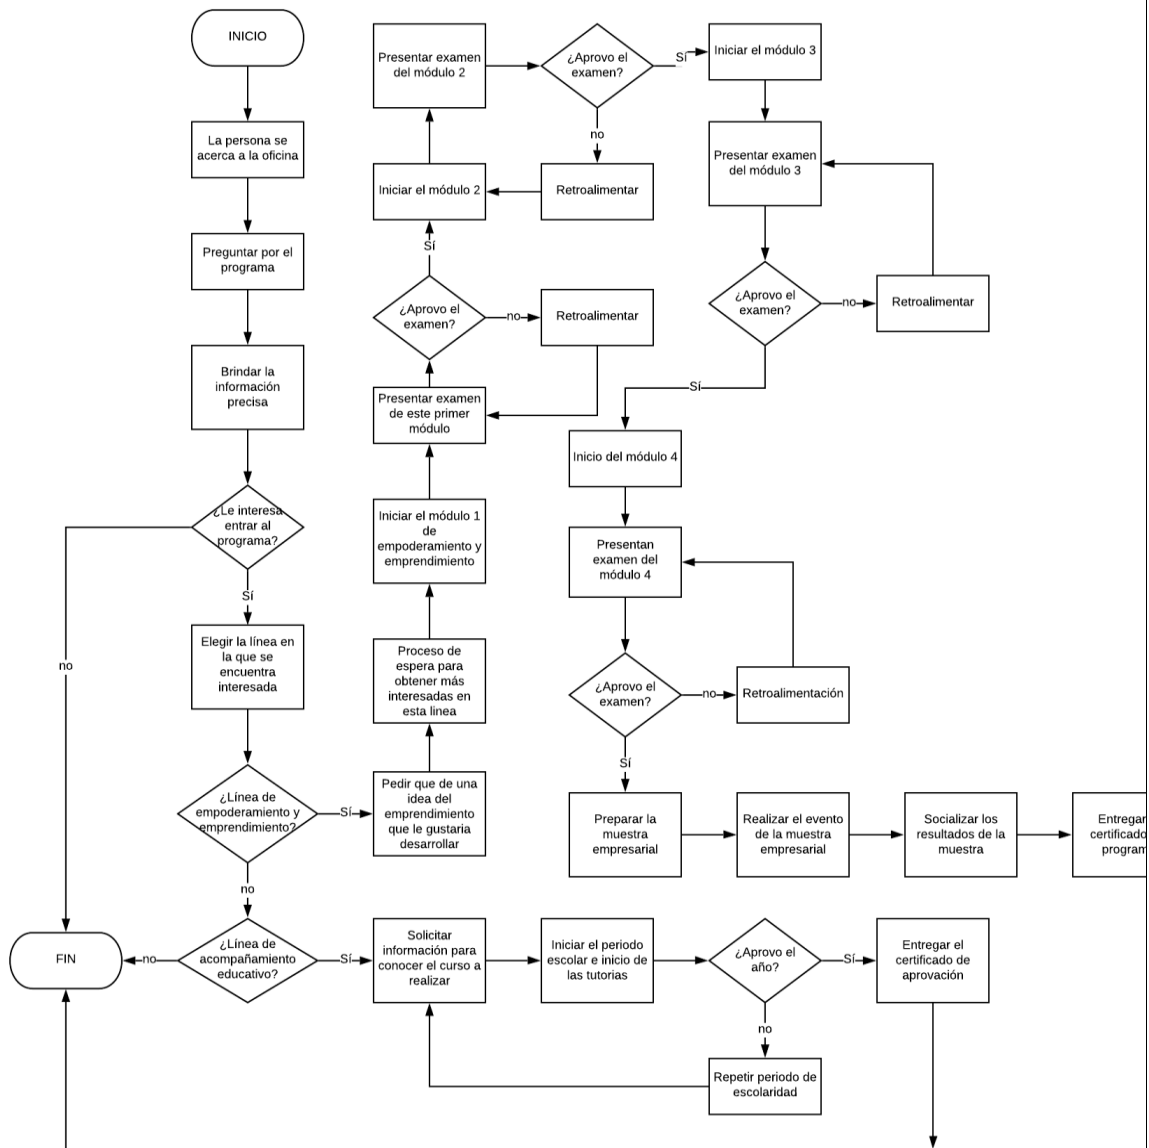 INICIO
La persona se
acerca a la oficina
Preguntar por el
programa
Brindar la
información
precisa
¿Le interesa
entrar al
programa?
no
Sí
Elegir la línea en
la que se
encuentra
interesada
¿Línea de
empoderamiento y
emprendimiento?
Sí
no
FIN
no
¿Línea de
acompañamiento
educativo?
Sí
Pedir que de una
idea del
emprendimiento
que le gustaria
desarrollar
Proceso de
espera para
obtener más
interesadas en
esta linea
Iniciar el módulo 1
de
empoderamiento y
emprendimiento
Presentar examen
de este primer
módulo
¿Aprovo el
examen?
no
Retroalimentar
Sí
Iniciar el módulo 2
Presentar examen
del módulo 2
¿Aprovo el
examen?
no
Retroalimentar
Sí
Iniciar el módulo 3
Presentar examen
del módulo 3
¿Aprovo el
examen?
no
Retroalimentar
Sí
Inicio del módulo 4
Presentan
examen del
módulo 4
¿Aprovo el
examen?
no
Retroalimentación
Sí
Preparar la
muestra
empresarial
Realizar el evento
de la muestra
empresarial
Socializar los
resultados de la
muestra
Entregar
certificado
program
Solicitar
información para
conocer el curso a
realizar
Iniciar el periodo
escolar e inicio de
las tutorias
¿Aprovo el
año?
Sí
Entregar el
certificado de
aprovación
no
Repetir periodo de
escolaridad